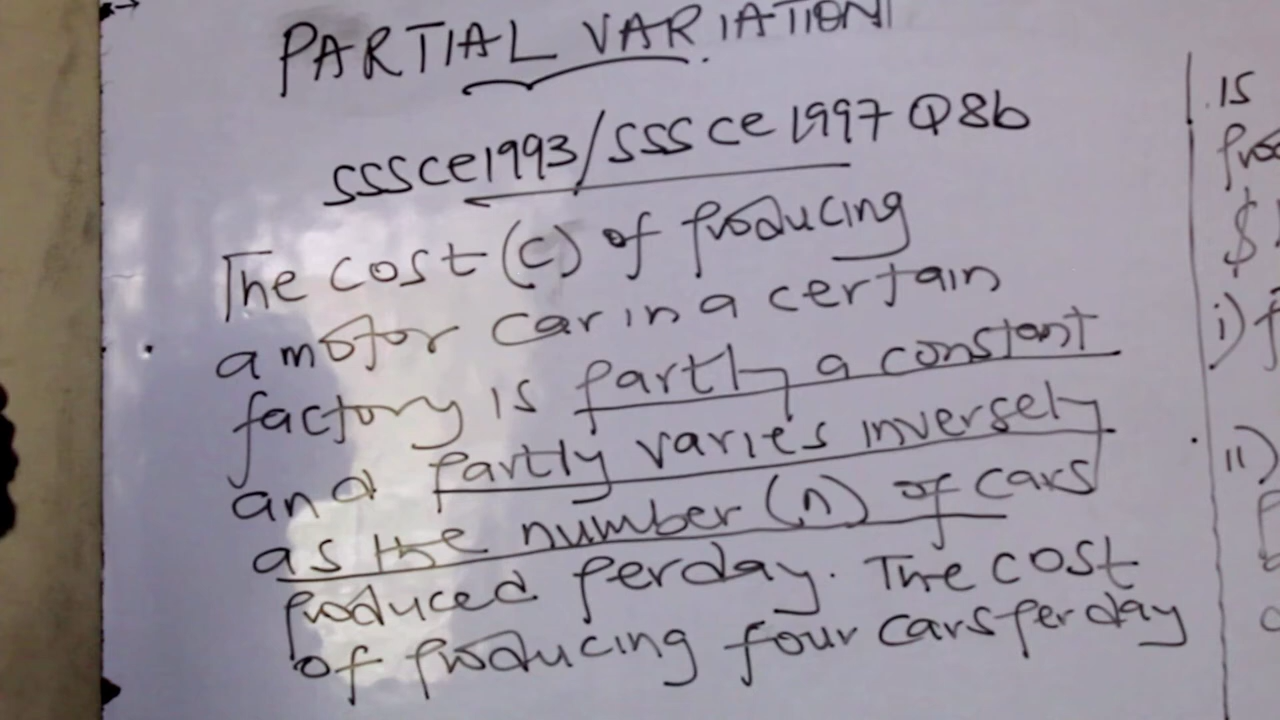 PARTIAL VARIATION
SSSCE1993/SSSCE 1997 Q8b
The cost (c) of producing
a motor car in a certain
factory is partly a constant
and partly varies inversely
as the number (n) of cars
produced per day. The cost
of producing four cars per day
is
$
i)
ii)